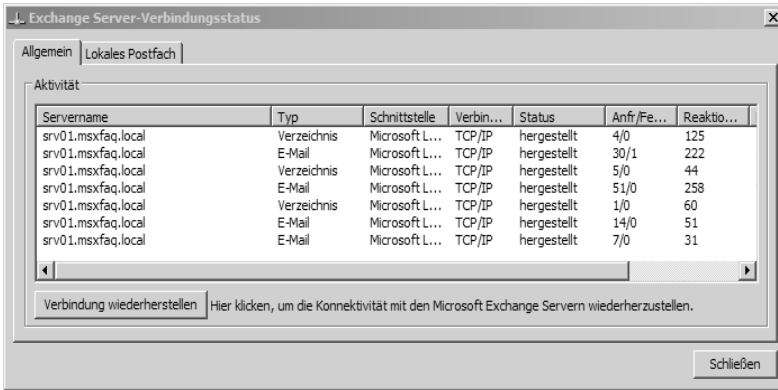 Exchange Server-Verbindungsstatus
Allgemein Lokales Postfach
Aktivität
Servername Typ Schnittstelle Verbin... Status Anfr/Fe... Reaktio...
srv01.msxfaq.local Verzeichnis Microsoft L... TCP/IP hergestellt 4/0 125
srv01.msxfaq.local E-Mail Microsoft L... TCP/IP hergestellt 30/1 222
srv01.msxfaq.local Verzeichnis Microsoft L... TCP/IP hergestellt 5/0 44
srv01.msxfaq.local E-Mail Microsoft L... TCP/IP hergestellt 51/0 258
srv01.msxfaq.local Verzeichnis Microsoft L... TCP/IP hergestellt 1/0 60
srv01.msxfaq.local E-Mail Microsoft L... TCP/IP hergestellt 14/0 51
srv01.msxfaq.local E-Mail Microsoft L... TCP/IP hergestellt 7/0 31
Verbindung wiederherstellen Hier klicken, um die Konnektivität mit den Microsoft Exchange Servern wiederherzustellen.
Schließen